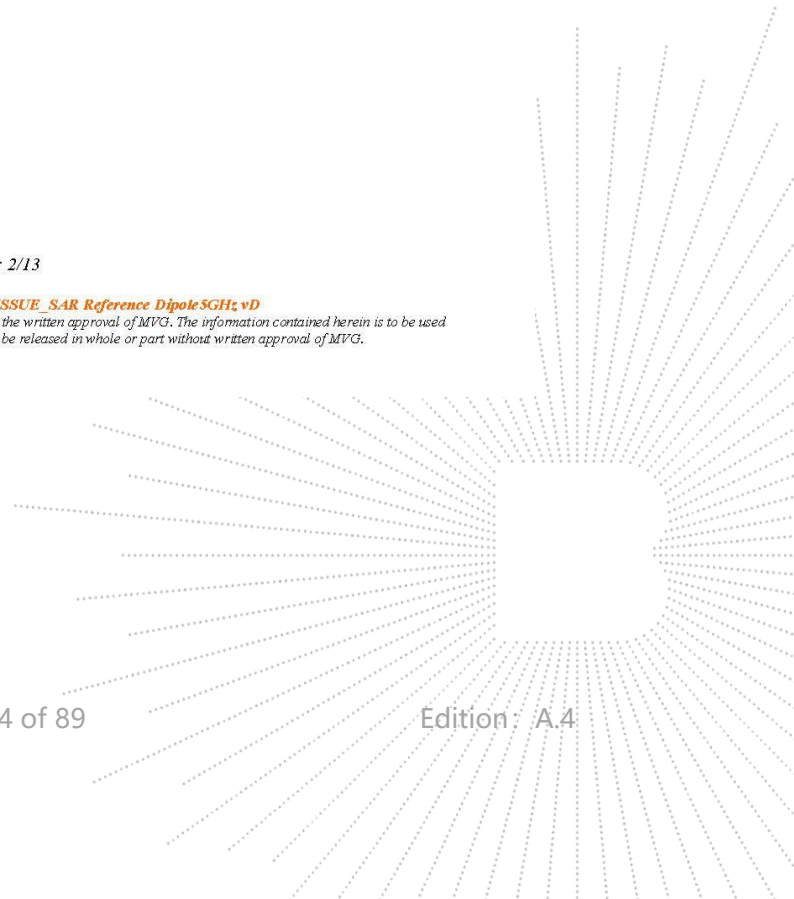 : 2/13
ISSUE_SAR Reference Dipole5GHz vD
the written approval of MVG. The information contained herein is to be used
be released in whole or part without written approval of MVG.
4 of 89 Edition: A.4